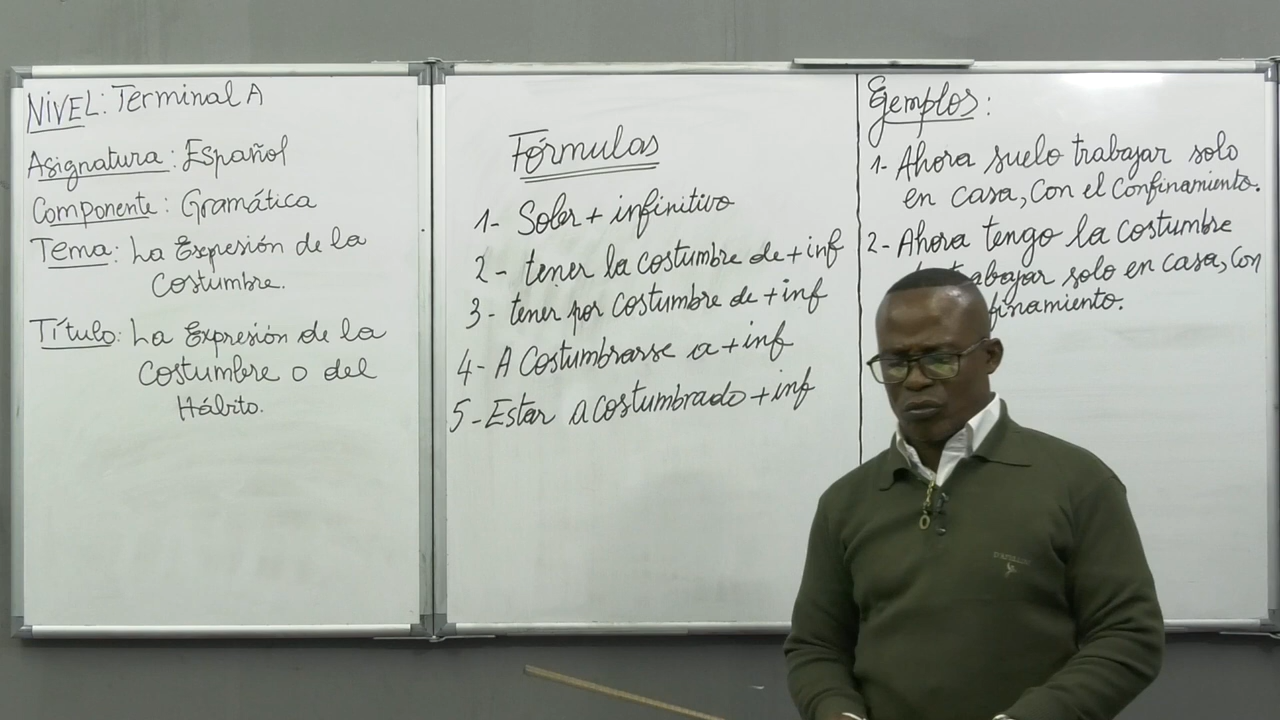 NIVEL: Terminal A
Asignatura: Español
Componente: Gramática
Tema: La Expresión de la
Costumbre.
Título: La Expresión de la
Costumbre o del
Hábito.
Fórmulas
1- Soler + infinitivo
2- tener la costumbre de + inf
3- tener por costumbre de + inf
4- A Costumbrarse a + inf
5- Estar acostumbrado + inf
Ejemplos:
1- Ahora suelo trabajar solo
en casa, con el confinamiento.
2- Ahora tengo la costumbre
abajar solo en casa, con
finamiento.